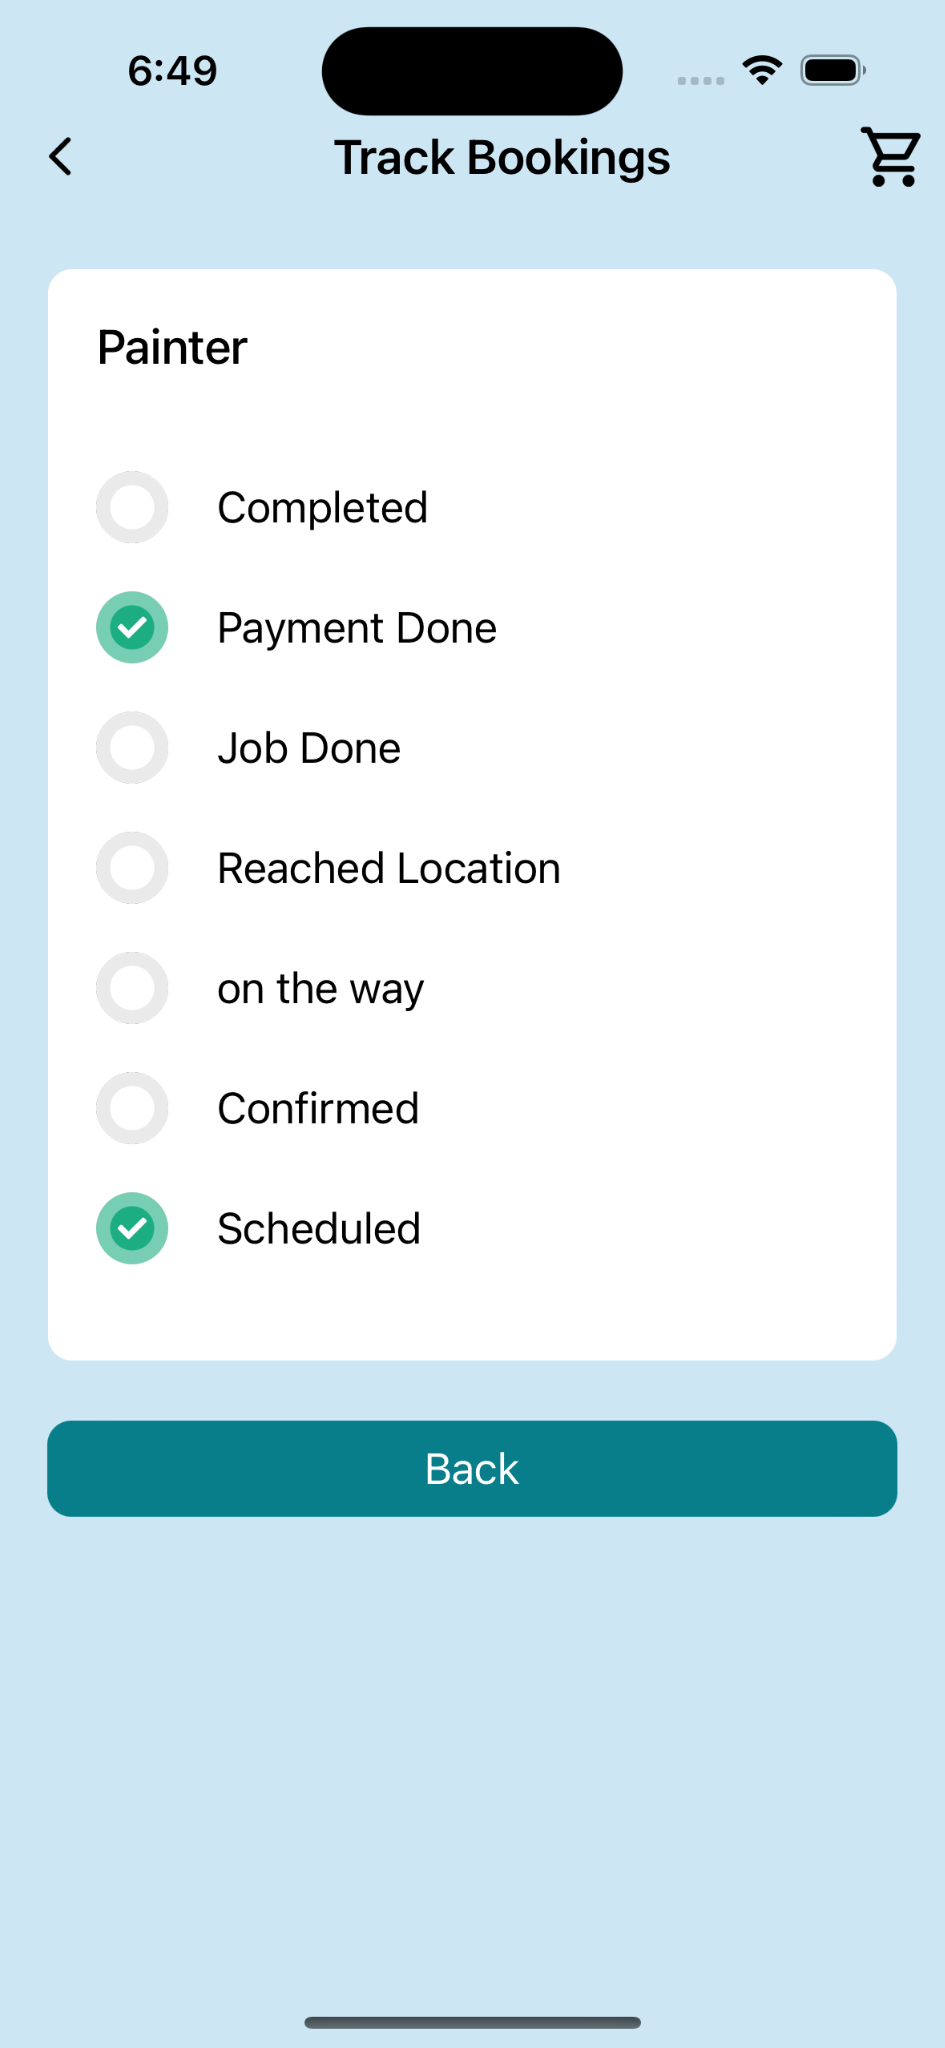 6:49
Track Bookings
Painter
Completed
Payment Done
Job Done
Reached Location
on the way
Confirmed
Scheduled
Back